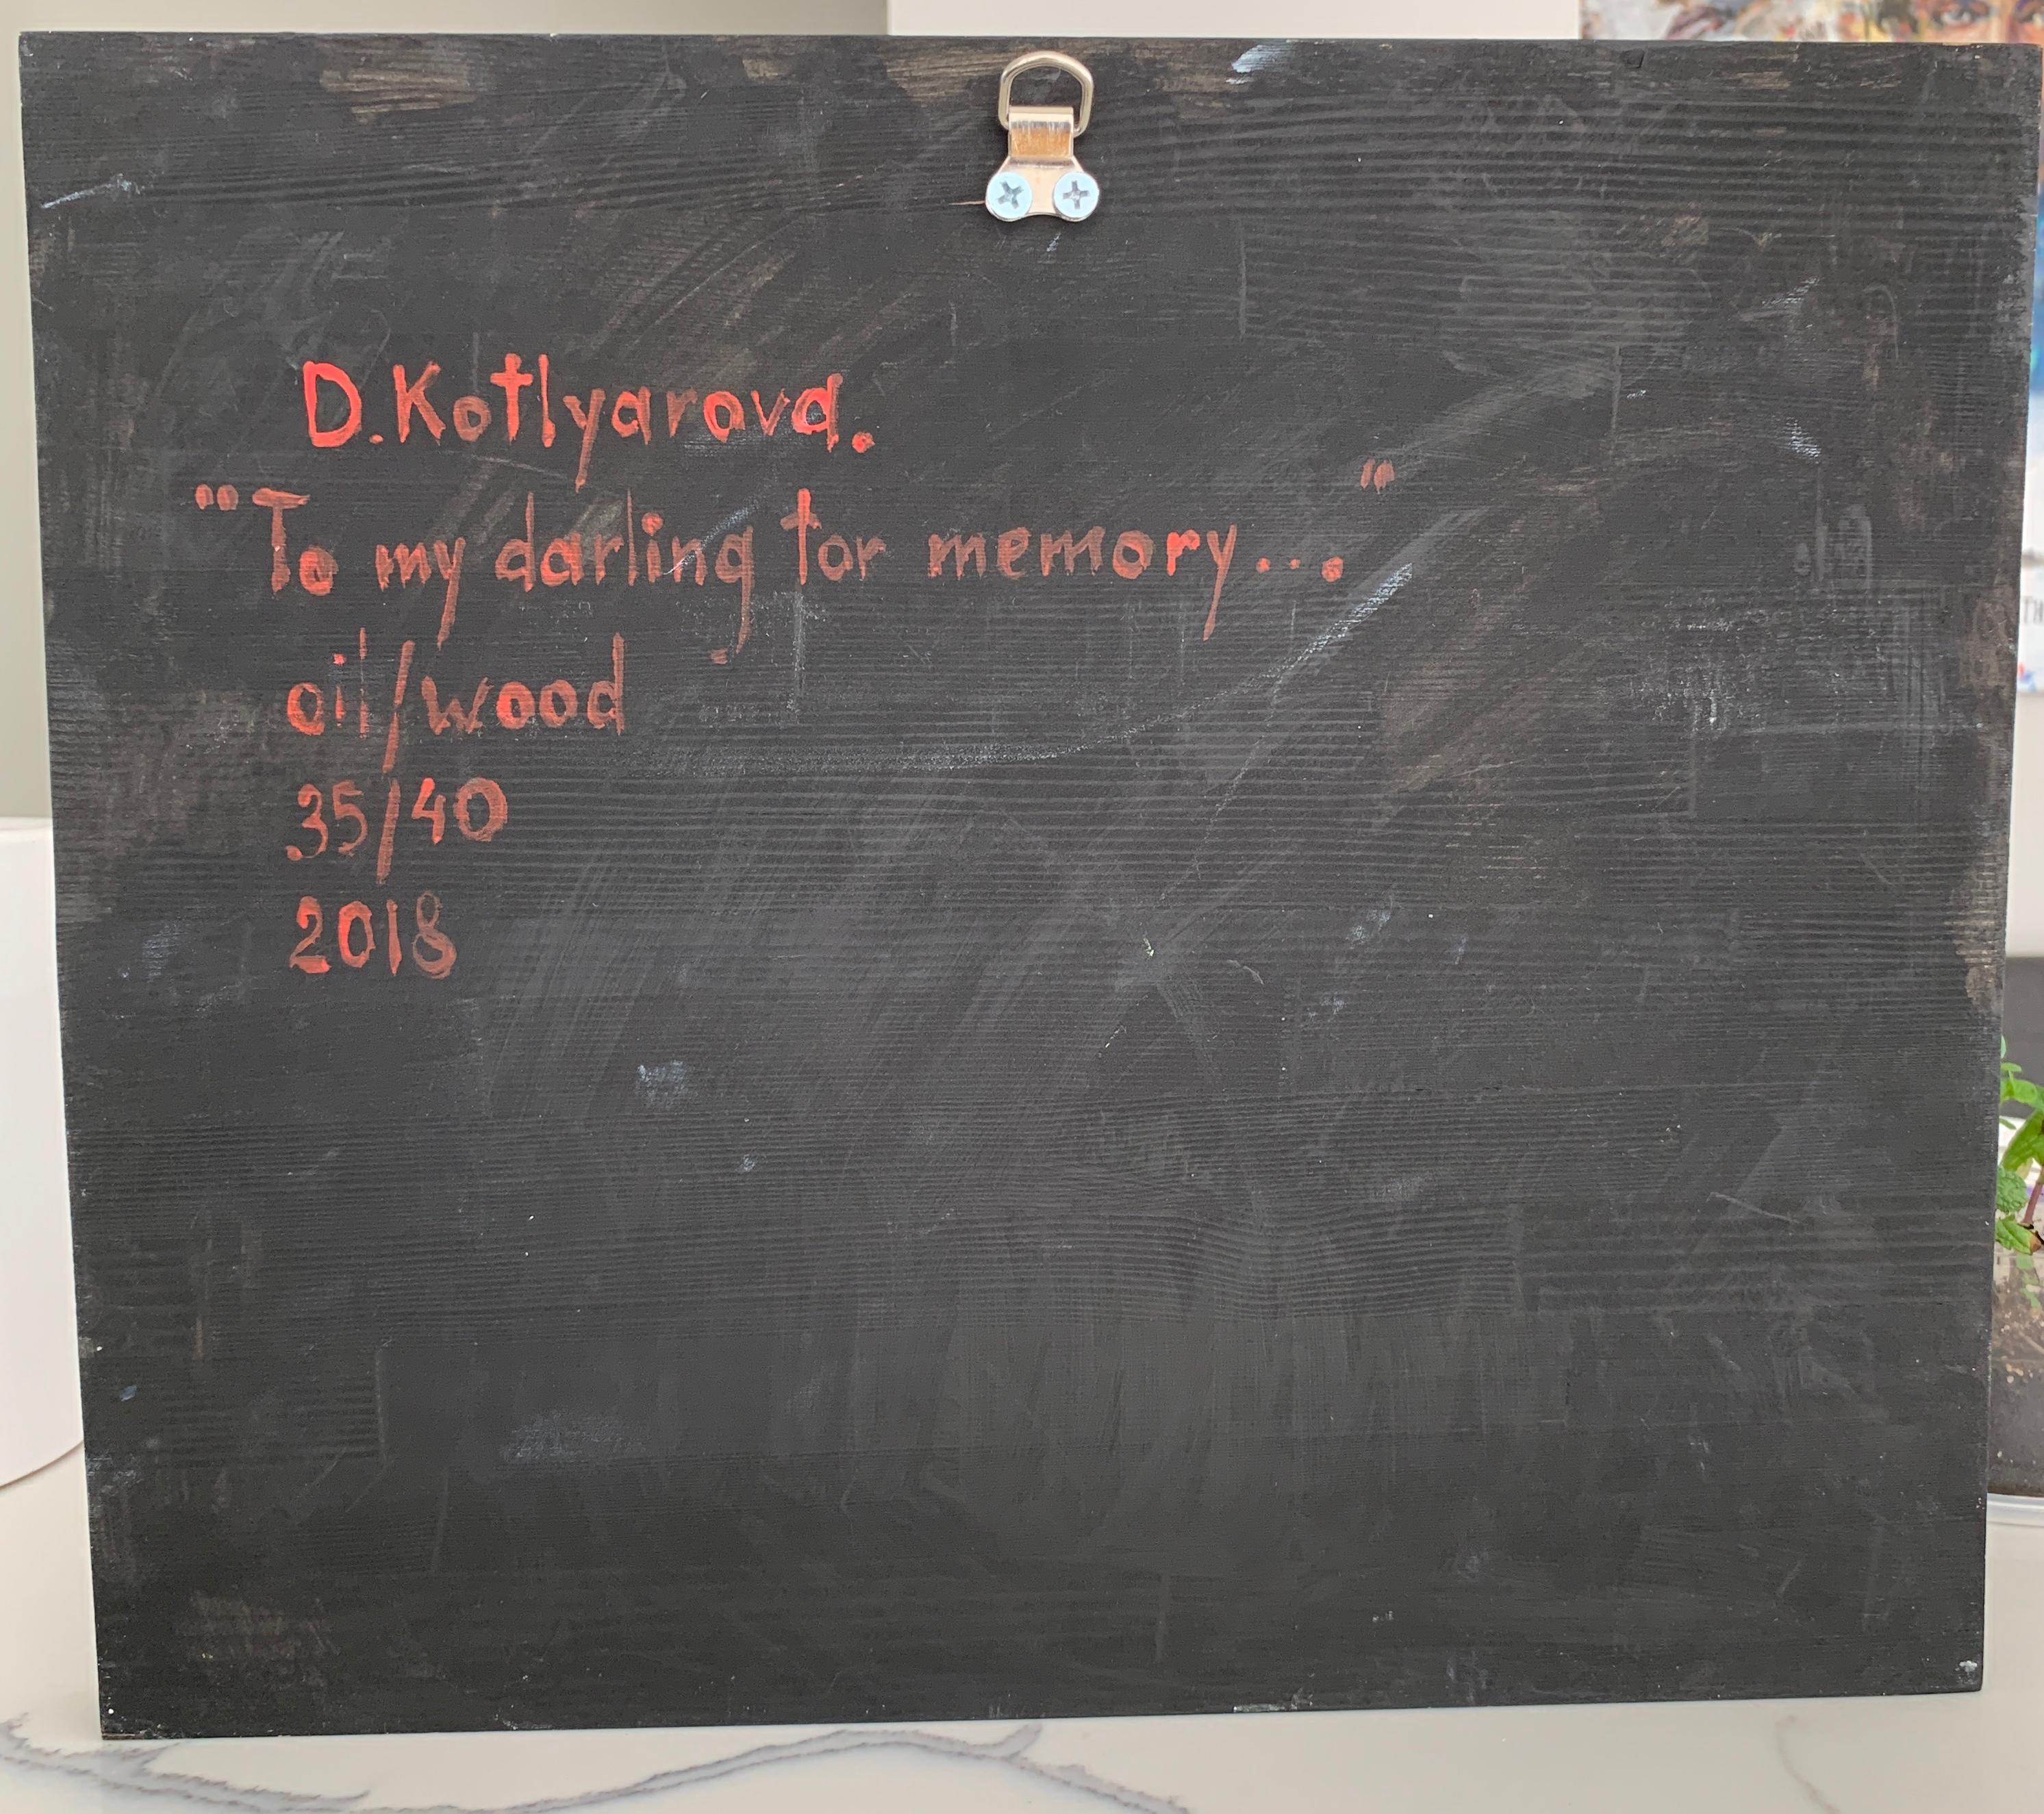 D.Kotlyarova.
"To my darling for memory..."
oil/wood
35/40
2018